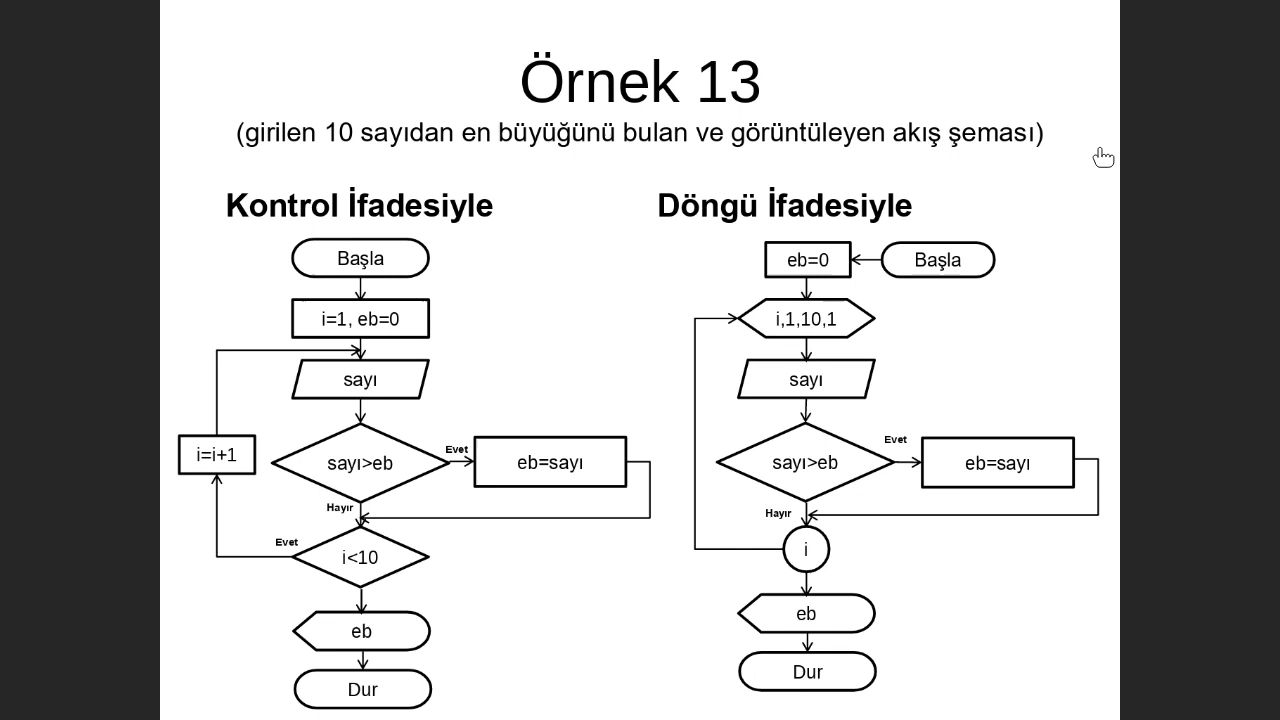 Örnek 13
(girilen 10 sayıdan en büyüğünü bulan ve görüntüleyen akış şeması)
Kontrol İfadesiyle
Başla
i=1, eb=0
sayı
sayı>eb
Evet
eb=sayı
Hayır
i<10
Evet
i=i+1
eb
Dur
Döngü İfadesiyle
Başla
eb=0
i,1,10,1
sayı
sayı>eb
Evet
eb=sayı
Hayır
i
eb
Dur